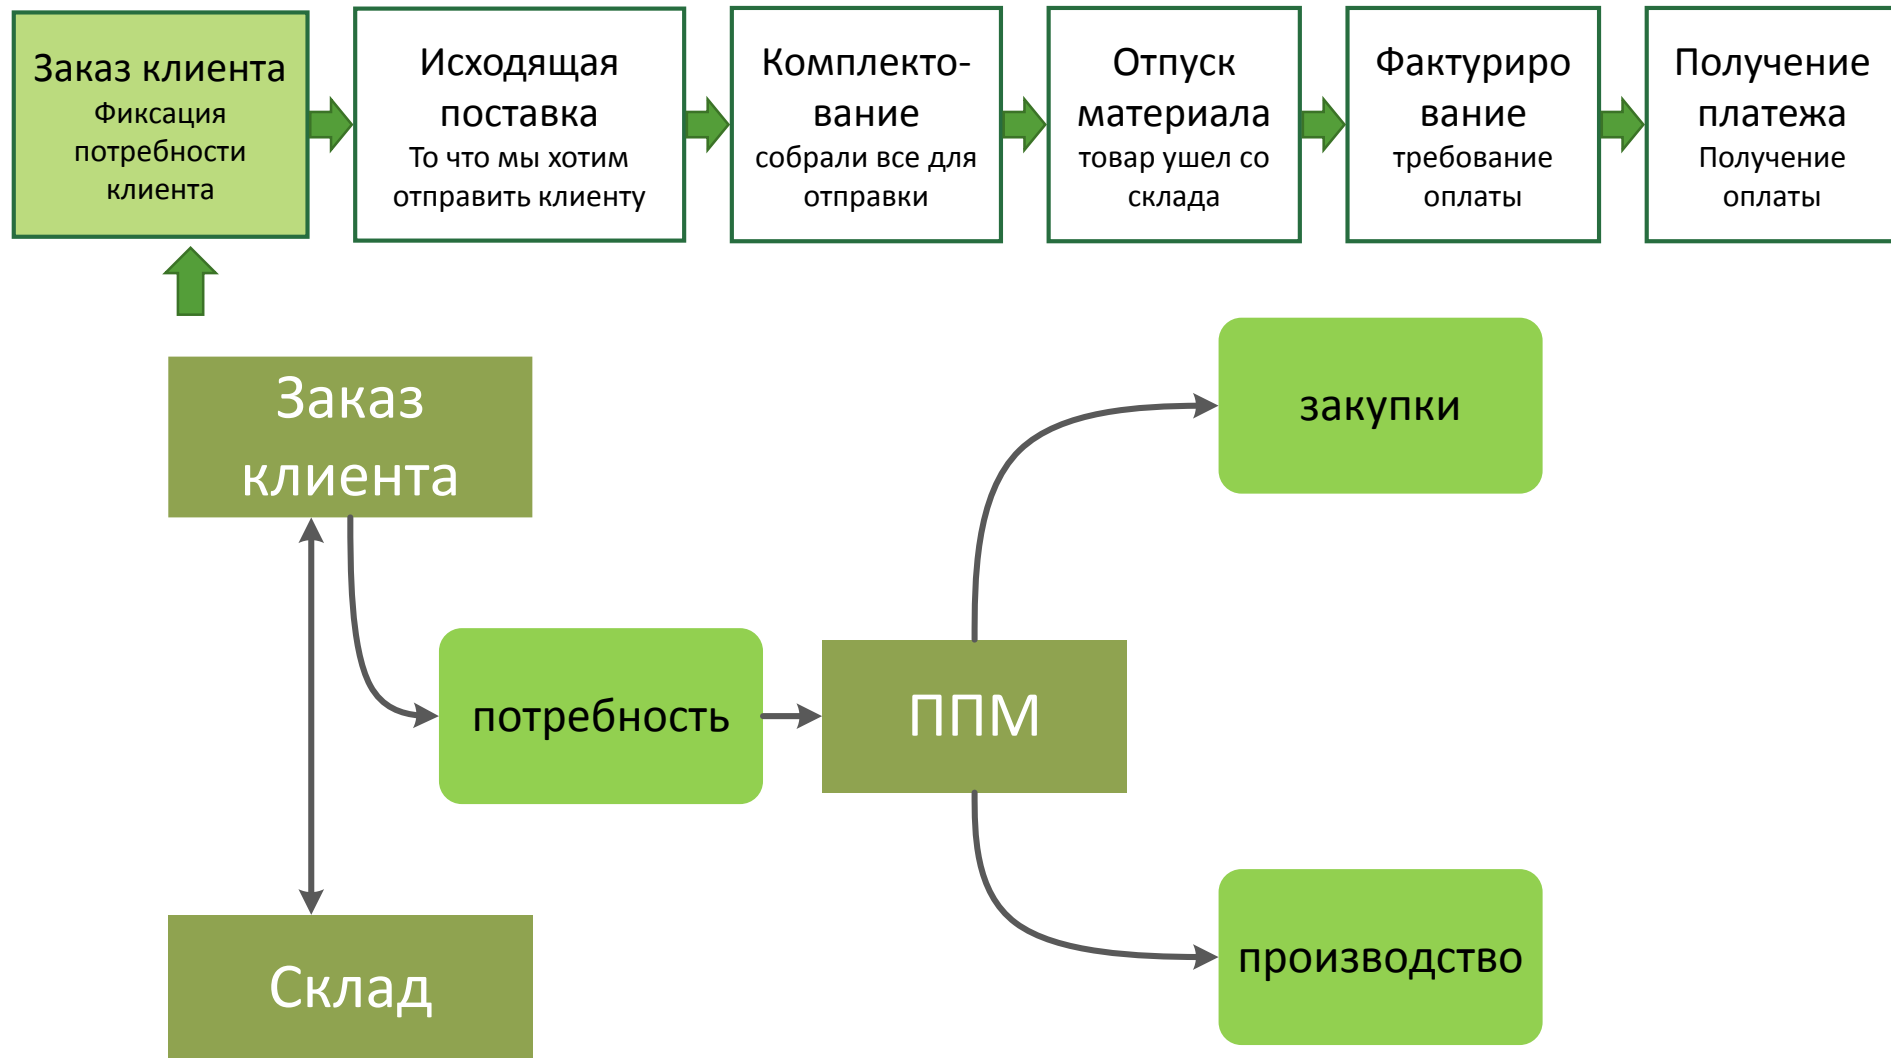 Заказ клиента
Фиксация
потребности
клиента
Исходящая
поставка
То что мы хотим
отправить клиенту
Комплекто-
вание
собрали все для
отправки
Отпуск
материала
товар ушел со
склада
Фактуриро
вание
требование
оплаты
Получение
платежа
Получение
оплаты
Заказ
клиента
закупки
потребность
ППМ
производство
Склад